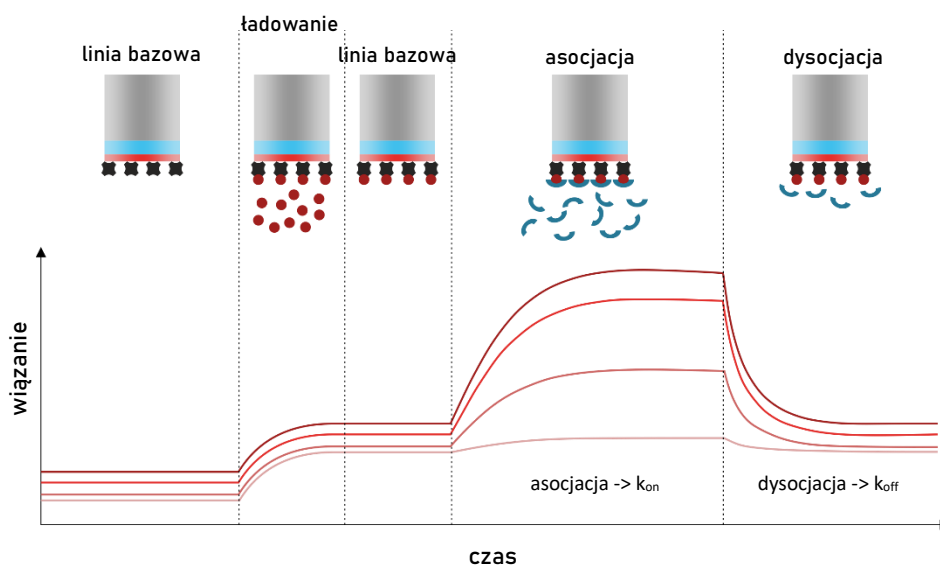 ładowanie
linia bazowa
linia bazowa
asocjacja
dysocjacja
wiązanie
asocjacja -> kon
dysocjacja -> koff
czas